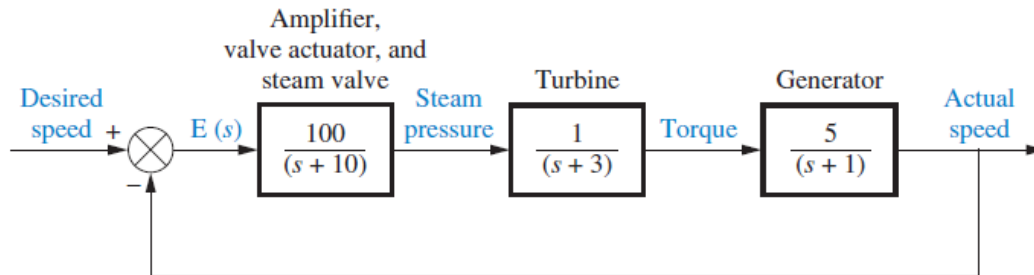 Amplifier,
valve actuator, and
steam valve
Turbine
Generator
Desired
speed
+
−
E (s)
100
(s + 10)
Steam
pressure
1
(s + 3)
Torque
5
(s + 1)
Actual
speed